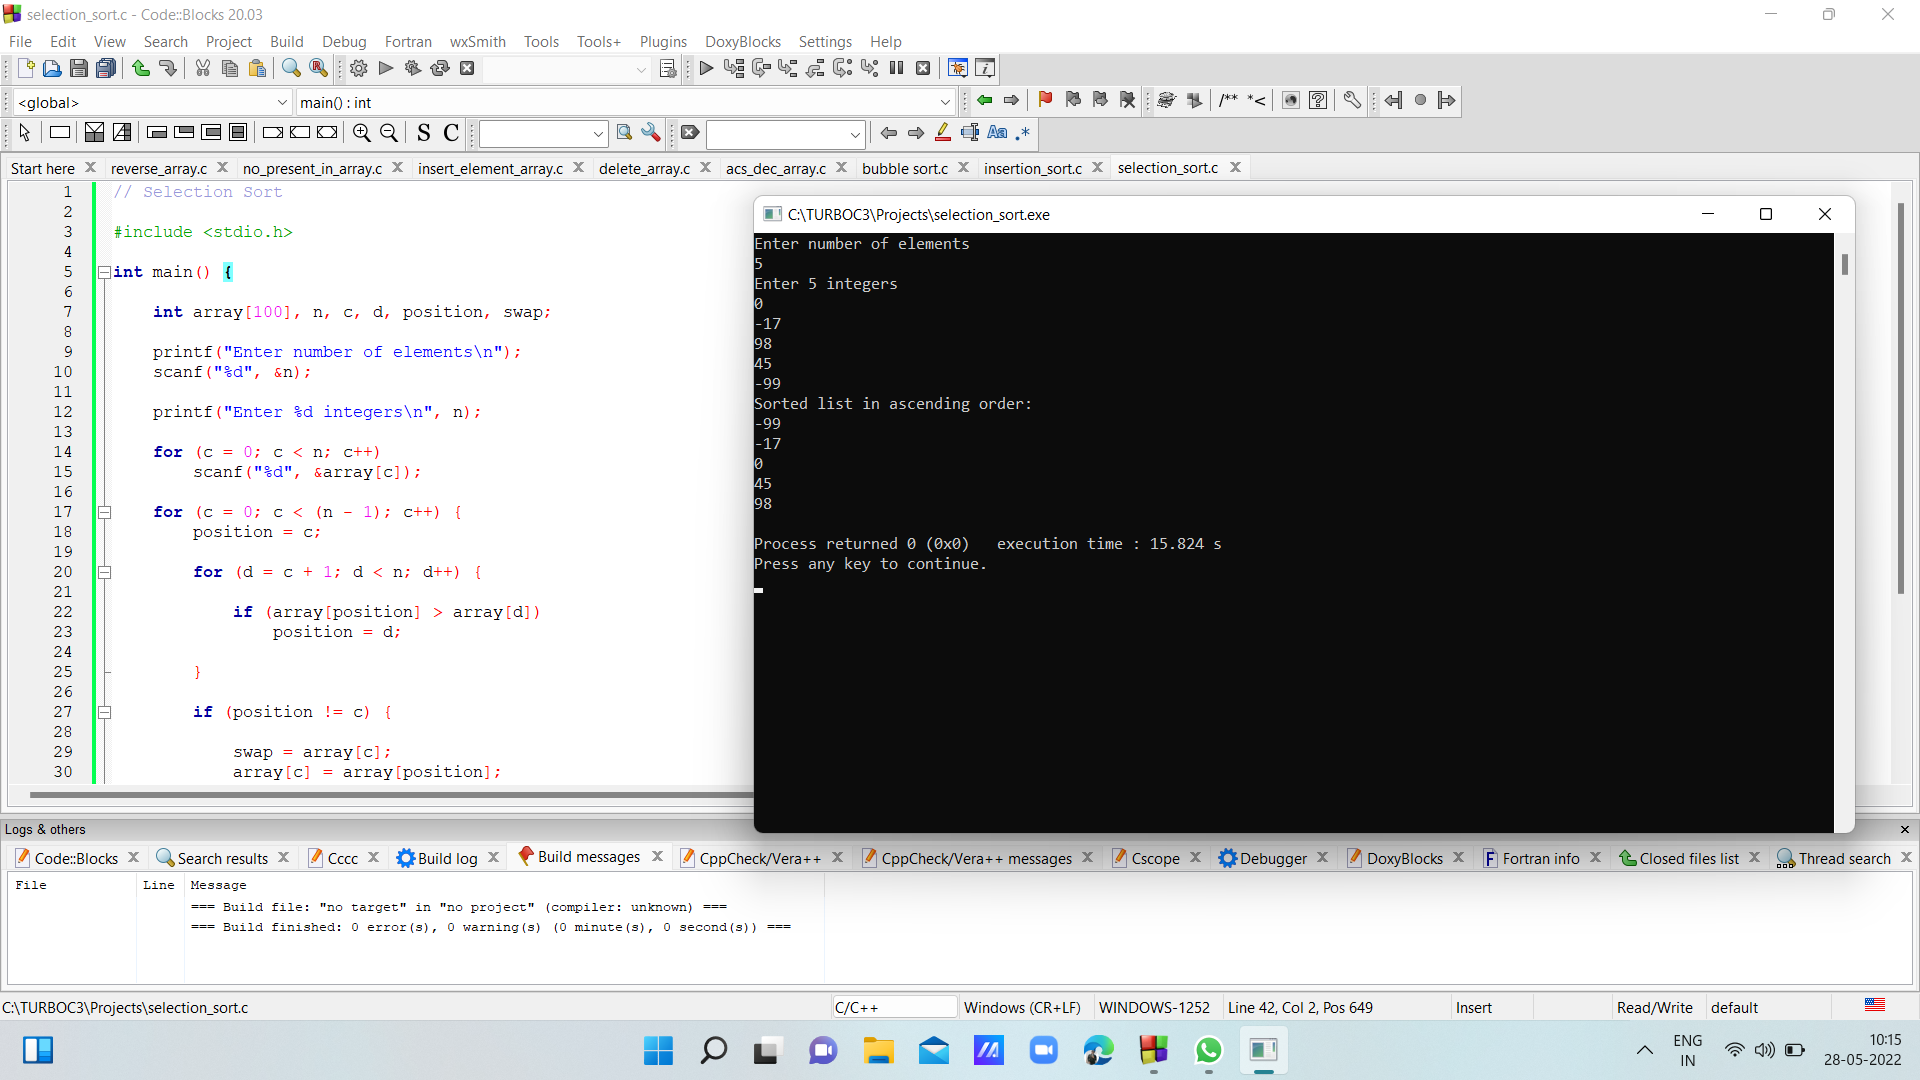 selection_sort.c - Code::Blocks 20.03
File Edit View Search Project Build Debug Fortran wxSmith Tools Tools+ Plugins DoxyBlocks Settings Help
<global> main() : int /** *<
S C Aa .*
Start here reverse_array.c no_present_in_array.c insert_element_array.c delete_array.c acs_dec_array.c bubble sort.c insertion_sort.c selection_sort.c
1 // Selection Sort
2
3 #include <stdio.h>
4
5 int main() {
6
7 int array[100], n, c, d, position, swap;
8
9 printf("Enter number of elements\n");
10 scanf("%d", &n);
11
12 printf("Enter %d integers\n", n);
13
14 for (c = 0; c < n; c++)
15 scanf("%d", &array[c]);
16
17 for (c = 0; c < (n - 1); c++) {
18 position = c;
19
20 for (d = c + 1; d < n; d++) {
21
22 if (array[position] > array[d])
23 position = d;
24
25 }
26
27 if (position != c) {
28
29 swap = array[c];
30 array[c] = array[position];
C:\TURBOC3\Projects\selection_sort.exe
Enter number of elements
5
Enter 5 integers
0
-17
98
45
-99
Sorted list in ascending order:
-99
-17
0
45
98
Process returned 0 (0x0) execution time : 15.824 s
Press any key to continue.
Logs & others
Code::Blocks Search results Cccc Build log Build messages CppCheck/Vera++ CppCheck/Vera++ messages Cscope Debugger DoxyBlocks Fortran info Closed files list Thread search
File Line Message
=== Build file: "no target" in "no project" (compiler: unknown) ===
=== Build finished: 0 error(s), 0 warning(s) (0 minute(s), 0 second(s)) ===
C:\TURBOC3\Projects\selection_sort.c C/C++ Windows (CR+LF) WINDOWS-1252 Line 42, Col 2, Pos 649 Insert Read/Write default
ENG
IN
10:15
28-05-2022